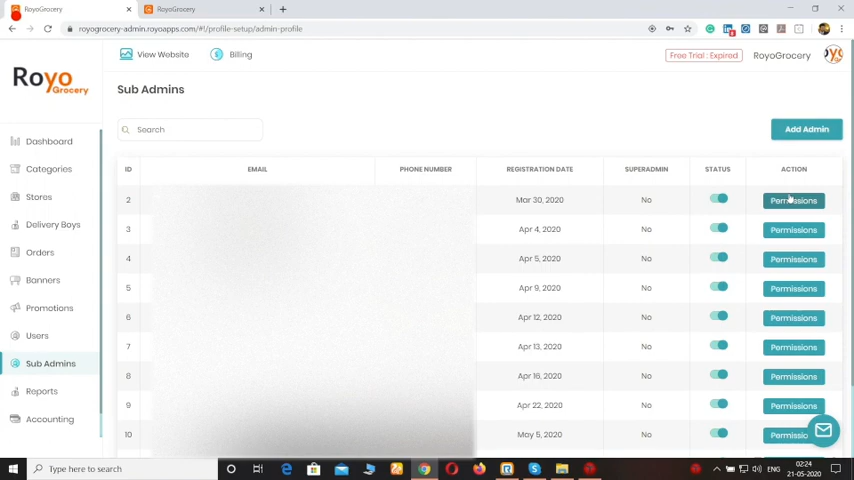 RoyoGrocery
RoyoGrocery
royogrocery-admin.royoapps.com/#!/profile-setup/admin-profile
View Website
Billing
Free Trial : Expired
RoyoGrocery
Royo
Grocery
Sub Admins
Search
Add Admin
Dashboard
Categories
Stores
Delivery Boys
Orders
Banners
Promotions
Users
Sub Admins
Reports
Accounting
ID EMAIL PHONE NUMBER REGISTRATION DATE SUPERADMIN STATUS ACTION
2 Mar 30, 2020 No Permissions
3 Apr 4, 2020 No Permissions
4 Apr 5, 2020 No Permissions
5 Apr 9, 2020 No Permissions
6 Apr 12, 2020 No Permissions
7 Apr 13, 2020 No Permissions
8 Apr 16, 2020 No Permissions
9 Apr 22, 2020 No Permissions
10 May 5, 2020 No
Type here to search
ENG
02:24
21-05-2020